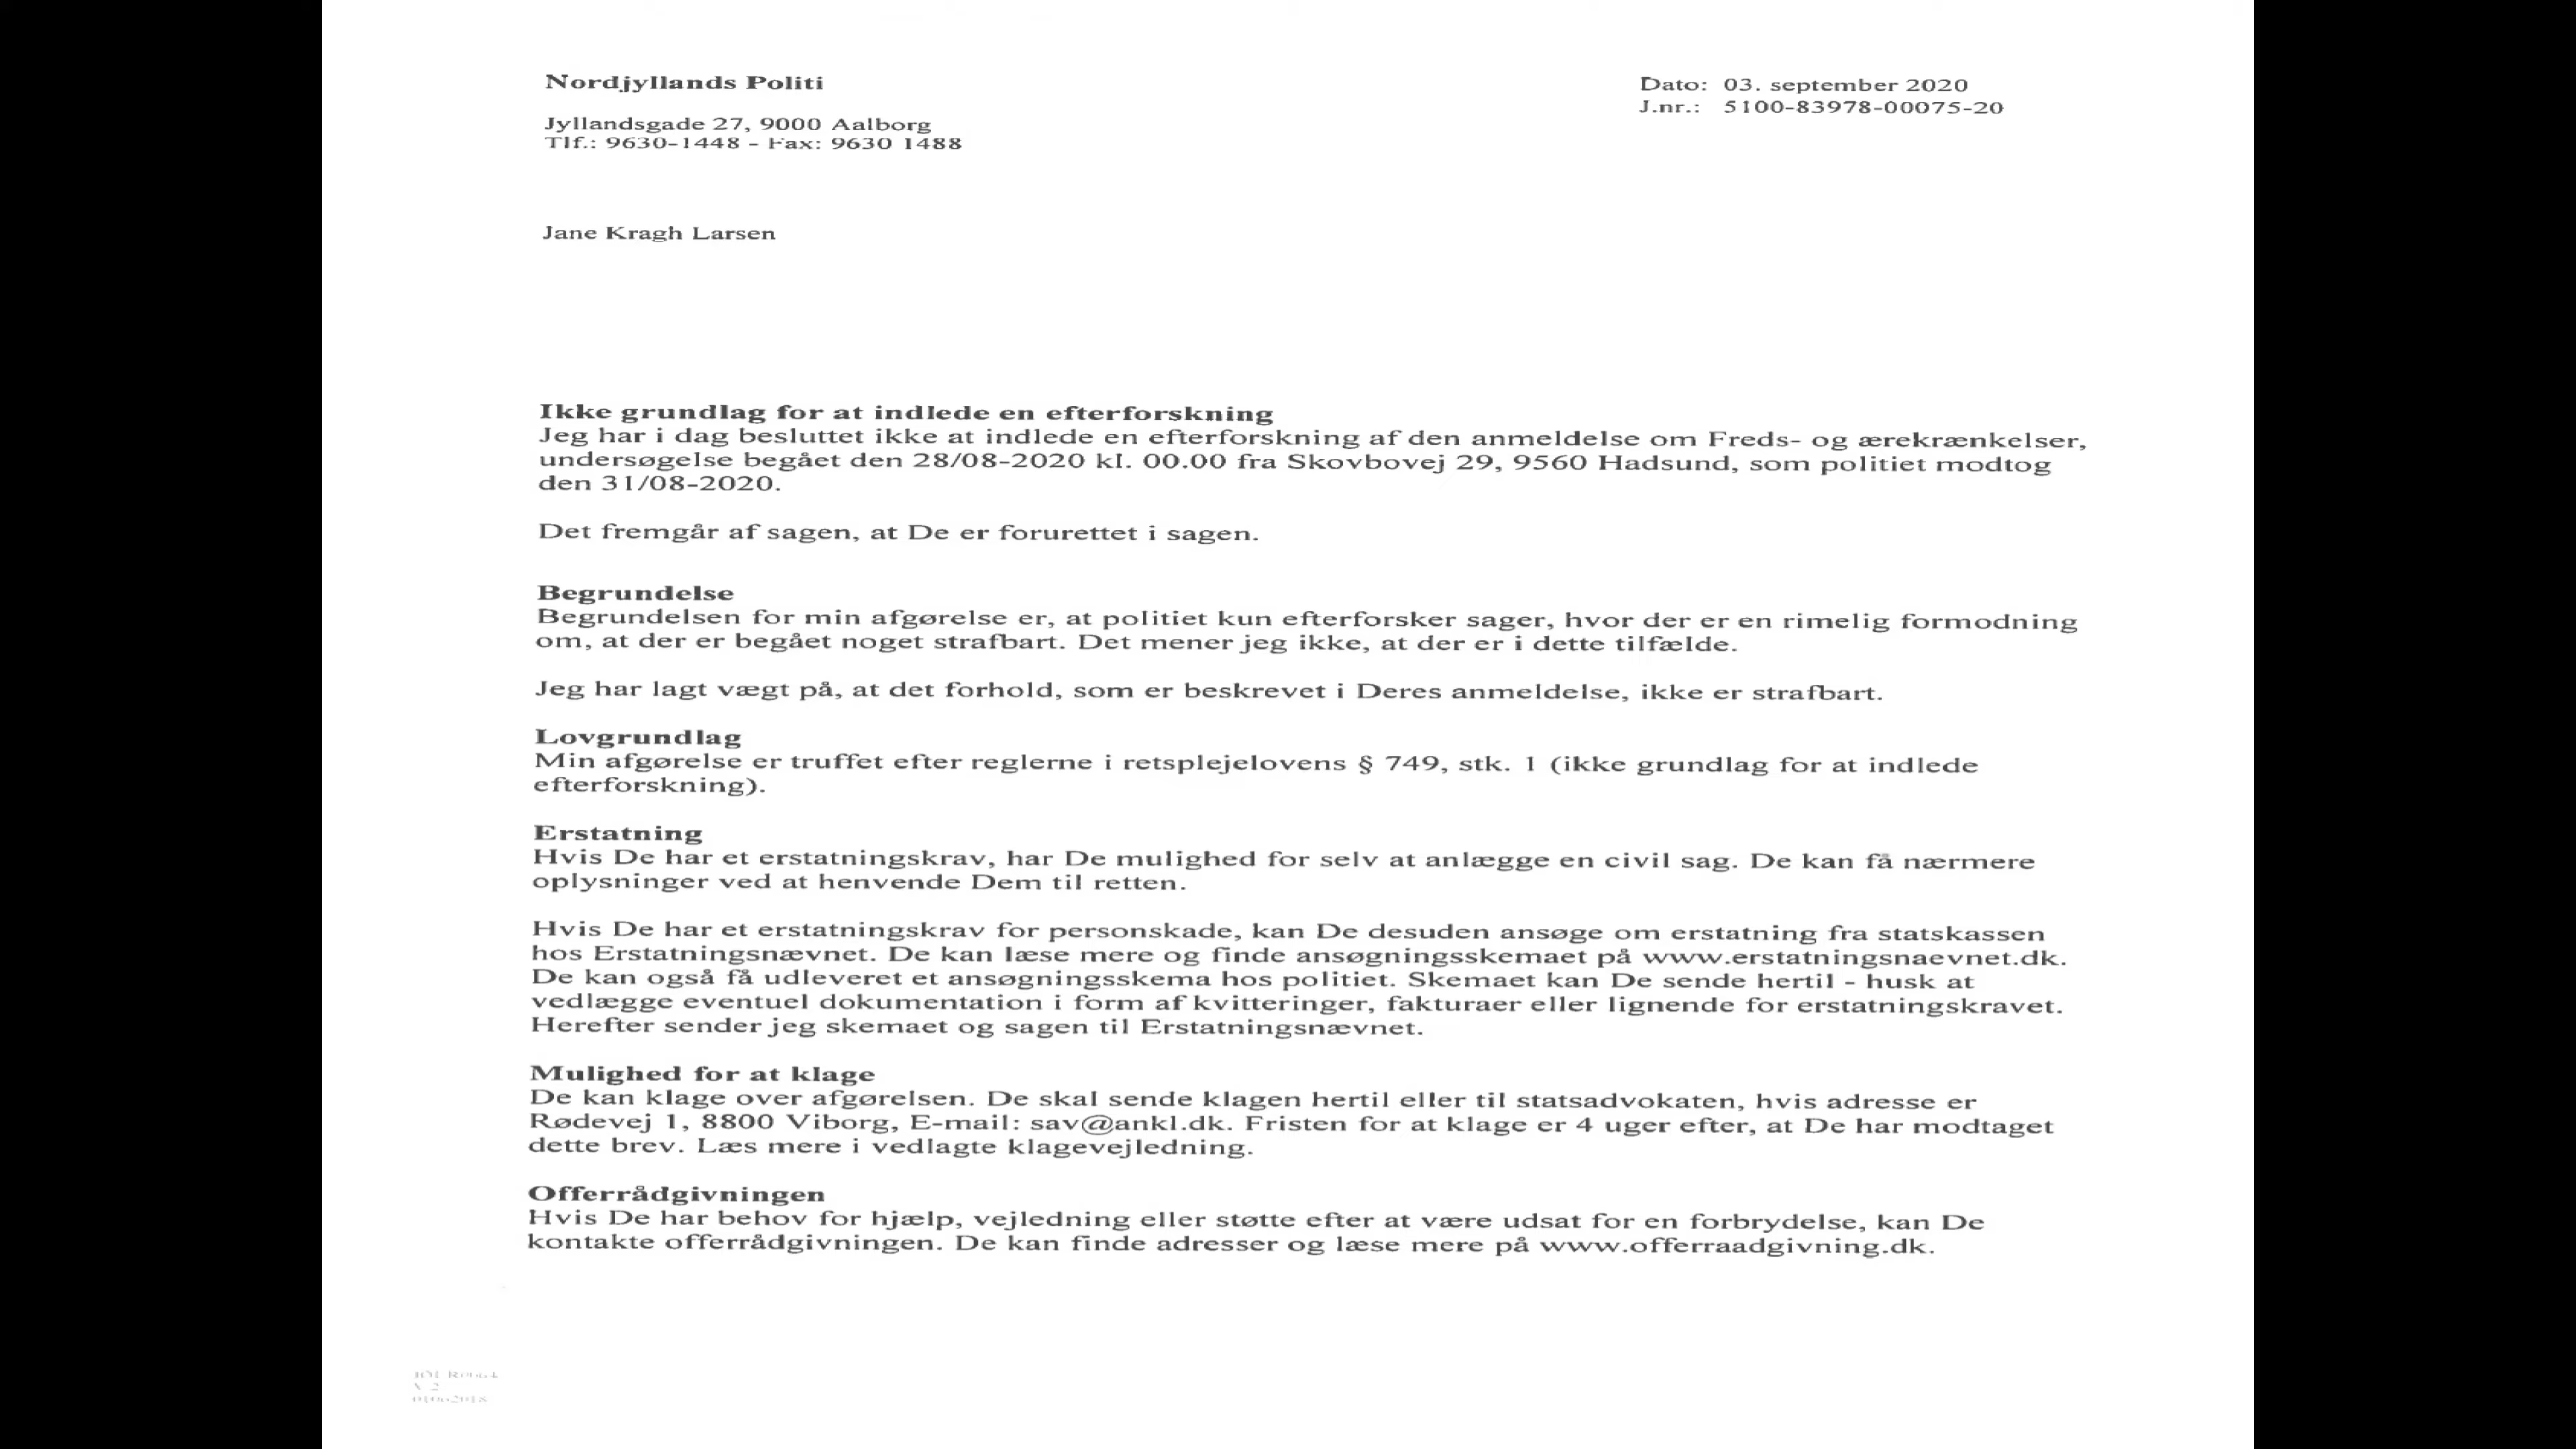 Nordjyllands Politi
Dato: 03. september 2020
J.nr.: 5100-83978-00075-20
Jyllandsgade 27, 9000 Aalborg
Tlf.: 9630-1448 - Fax: 9630 1488
Jane Kragh Larsen
Ikke grundlag for at indlede en efterforskning
Jeg har i dag besluttet ikke at indlede en efterforskning af den anmeldelse om Freds- og ærekrænkelser,
undersøgelse begået den 28/08-2020 kl. 00.00 fra Skovbovej 29, 9560 Hadsund, som politiet modtog
den 31/08-2020.
Det fremgår af sagen, at De er forurettet i sagen.
Begrundelse
Begrundelsen for min afgørelse er, at politiet kun efterforsker sager, hvor der er en rimelig formodning
om, at der er begået noget strafbart. Det mener jeg ikke, at der er i dette tilfælde.
Jeg har lagt vægt på, at det forhold, som er beskrevet i Deres anmeldelse, ikke er strafbart.
Lovgrundlag
Min afgørelse er truffet efter reglerne i retsplejelovens § 749, stk. 1 (ikke grundlag for at indlede
efterforskning).
Erstatning
Hvis De har et erstatningskrav, har De mulighed for selv at anlægge en civil sag. De kan få nærmere
oplysninger ved at henvende Dem til retten.
Hvis De har et erstatningskrav for personskade, kan De desuden ansøge om erstatning fra statskassen
hos Erstatningsnævnet. De kan læse mere og finde ansøgningsskemaet på www.erstatningsnaevnet.dk.
De kan også få udleveret et ansøgningsskema hos politiet. Skemaet kan De sende hertil - husk at
vedlægge eventuel dokumentation i form af kvitteringer, fakturaer eller lignende for erstatningskravet.
Herefter sender jeg skemaet og sagen til Erstatningsnævnet.
Mulighed for at klage
De kan klage over afgørelsen. De skal sende klagen hertil eller til statsadvokaten, hvis adresse er
Rødevej 1, 8800 Viborg, E-mail: sav@ankl.dk. Fristen for at klage er 4 uger efter, at De har modtaget
dette brev. Læs mere i vedlagte klagevejledning.
Offerrådgivningen
Hvis De har behov for hjælp, vejledning eller støtte efter at være udsat for en forbrydelse, kan De
kontakte offerrådgivningen. De kan finde adresser og læse mere på www.offerraadgivning.dk.